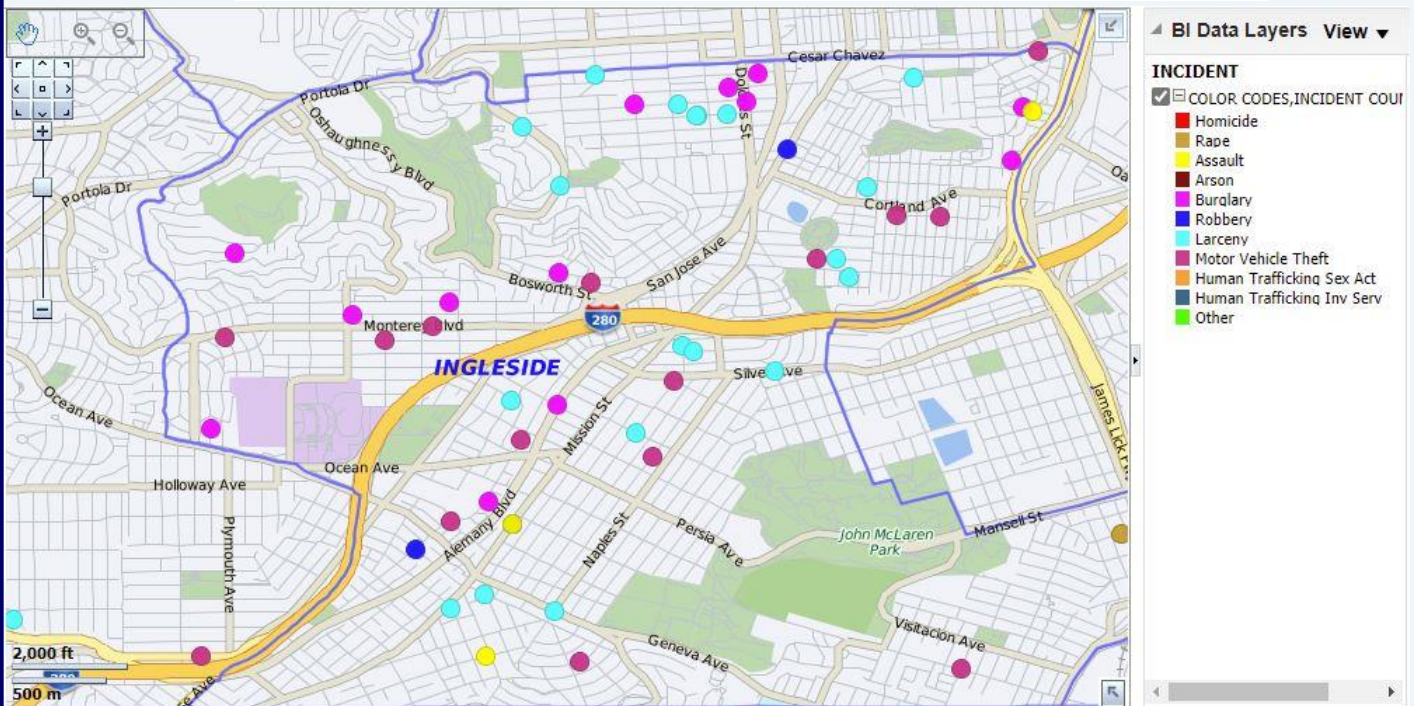 Cesar Chavez
Portola Dr
Dolores St
Oshaughnessy Blvd
Portola Dr
Cortland Ave
San Jose Ave
Bosworth St
280
Monterey Blvd
INGLESIDE
Silver Ave
Ocean Ave
James Lick
Mission St
Ocean Ave
Holloway Ave
Alemany Blvd
Plymouth Ave
Naples St
Persia Ave
John McLaren
Park
Mansell St
Visitacion Ave
Geneva Ave
2,000 ft
280
500 m
BI Data Layers View
INCIDENT
COLOR CODES,INCIDENT COU
Homicide
Rape
Assault
Arson
Burglary
Robbery
Larceny
Motor Vehicle Theft
Human Trafficking Sex Act
Human Trafficking Inv Serv
Other